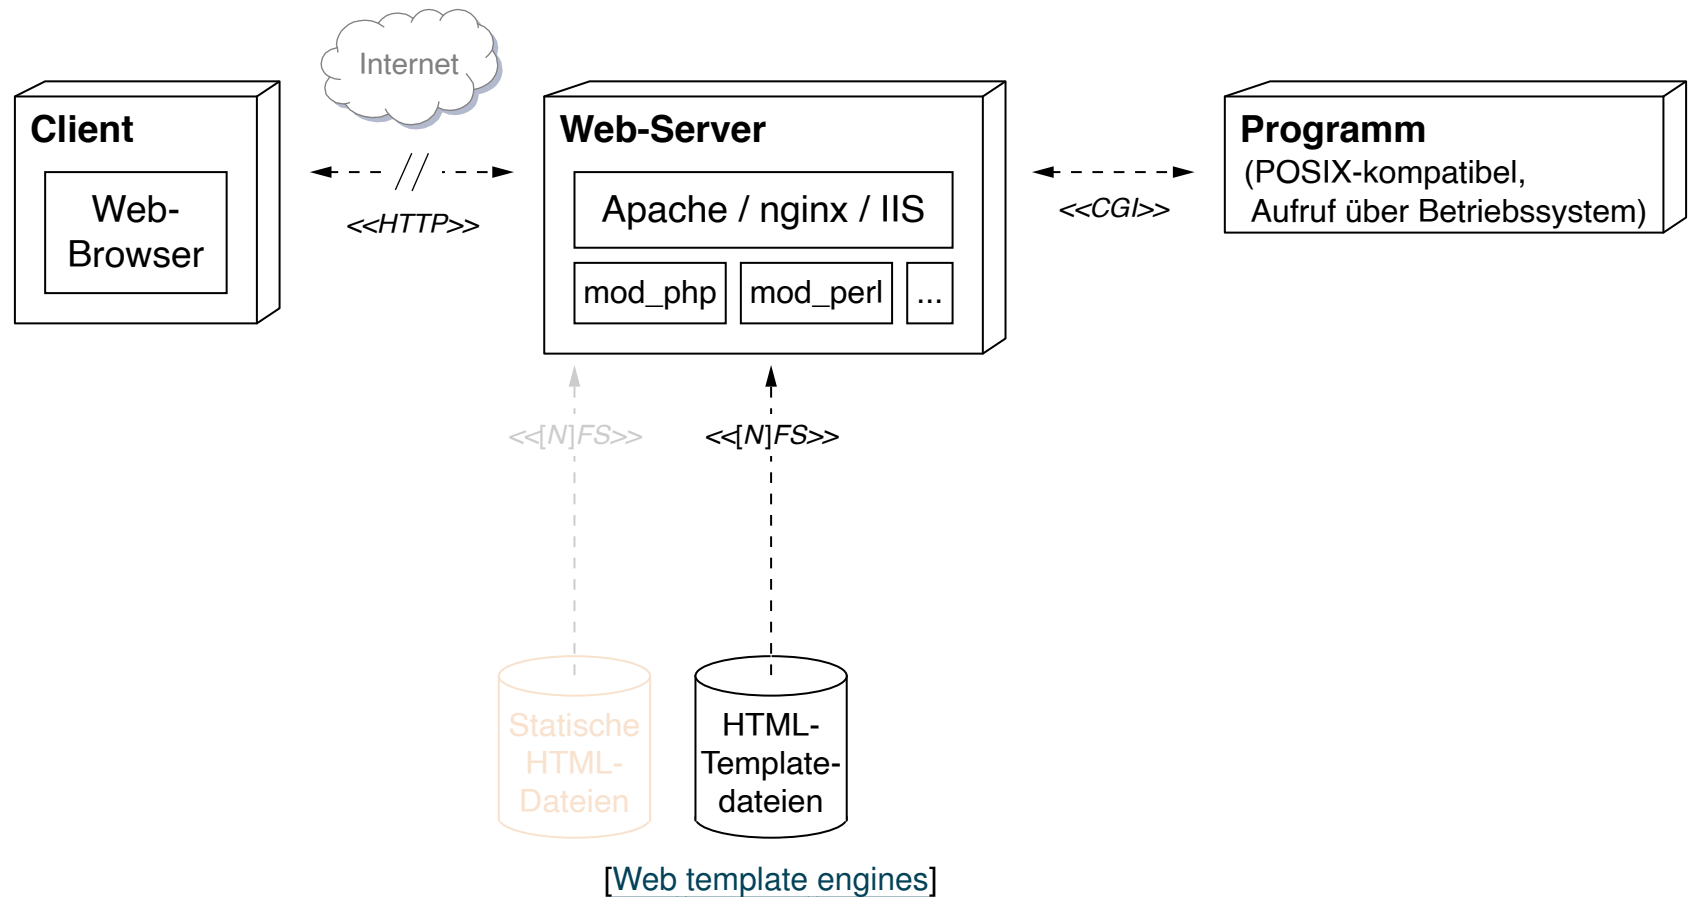 Internet
Client
Web-
Browser
<<HTTP>>
Web-Server
Apache / nginx / IIS
mod_php
mod_perl
...
<<CGI>>
Programm
(POSIX-kompatibel,
Aufruf über Betriebssystem)
<<[N]FS>>
<<[N]FS>>
Statische
HTML-
Dateien
HTML-
Template-
dateien
[Web template engines]